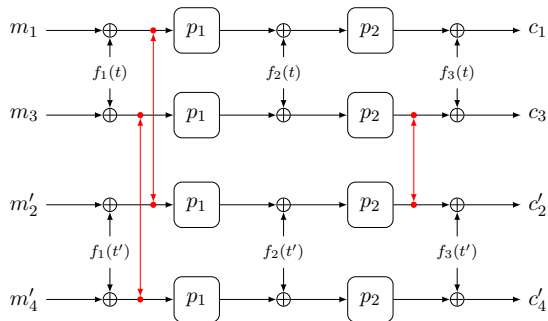 m₁ p₁ p₂ c₁
f₁(t) f₂(t) f₃(t)
m₃ p₁ p₂ c₃
m′₂ p₁ p₂ c′₂
f₁(t′) f₂(t′) f₃(t′)
m′₄ p₁ p₂ c′₄